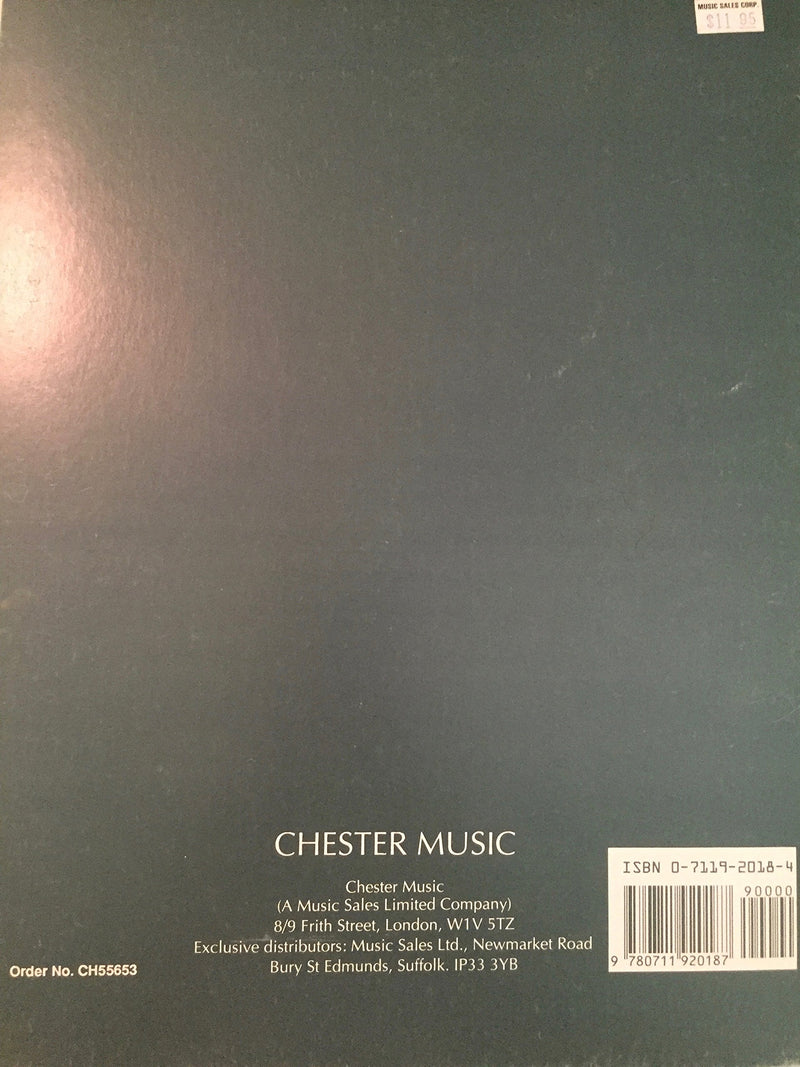 MUSIC SALES CORP.
$11.95
CHESTER MUSIC
Chester Music
(A Music Sales Limited Company)
8/9 Frith Street, London, W1V 5TZ
Exclusive distributors: Music Sales Ltd., Newmarket Road
Bury St Edmunds, Suffolk. IP33 3YB
Order No. CH55653
ISBN 0-7119-2018-4
90000
9 780711 920187